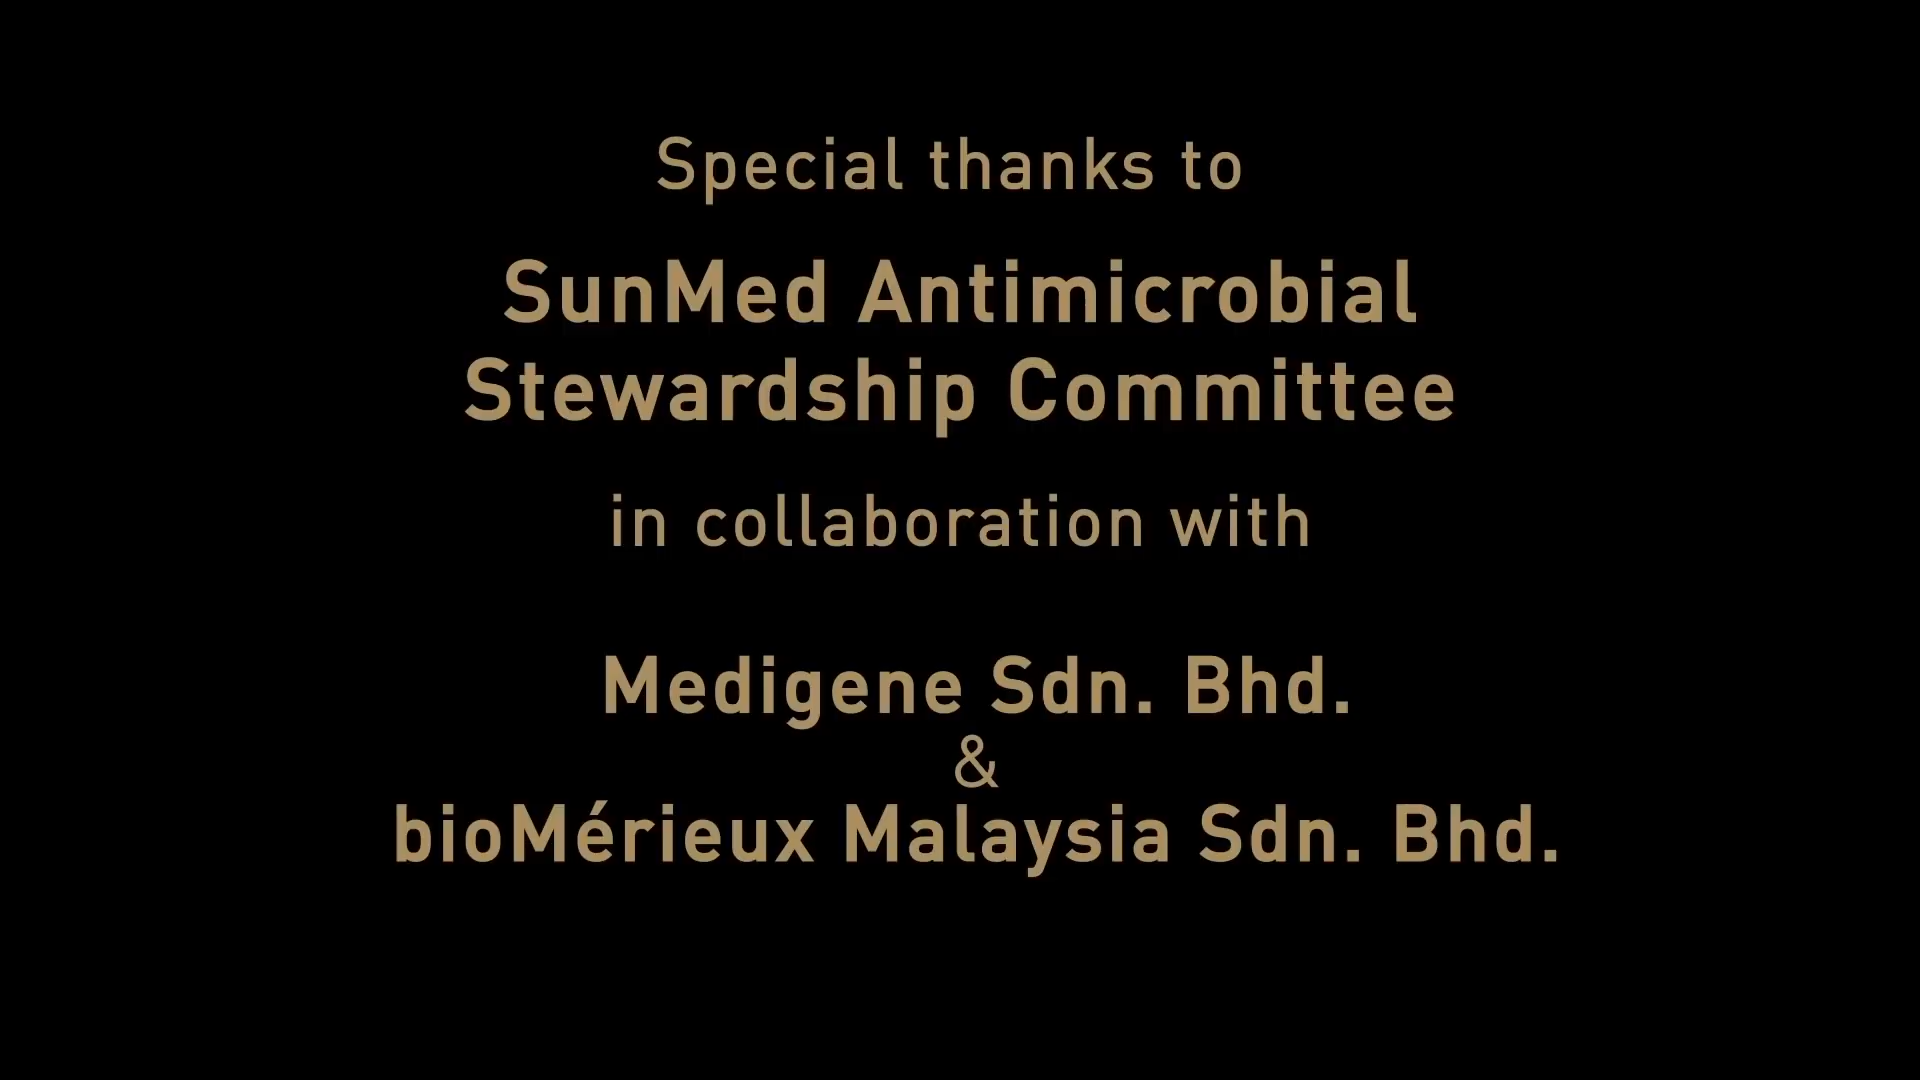 Special thanks to
SunMed Antimicrobial
Stewardship Committee
in collaboration with
Medigene Sdn. Bhd.
&
bioMérieux Malaysia Sdn. Bhd.